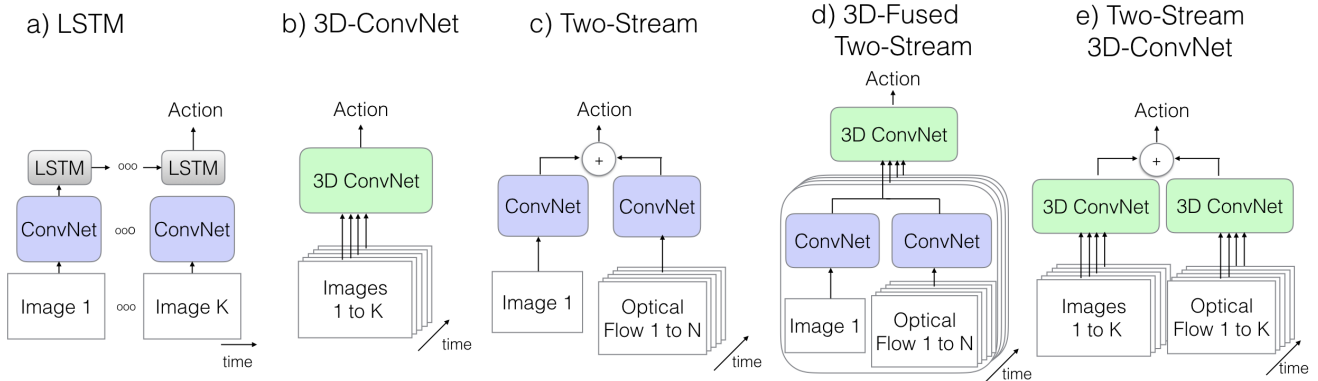 a) LSTM
Action
LSTM
ooo
LSTM
ConvNet
ooo
ConvNet
Image 1
ooo
Image K
time
b) 3D-ConvNet
Action
3D ConvNet
Images
1 to K
time
c) Two-Stream
Action
+
ConvNet
ConvNet
Image 1
Optical
Flow 1 to N
time
d) 3D-Fused
Two-Stream
Action
3D ConvNet
ConvNet
ConvNet
Image 1
Optical
Flow 1 to N
time
e) Two-Stream
3D-ConvNet
Action
+
3D ConvNet
3D ConvNet
Images
1 to K
Optical
Flow 1 to K
time